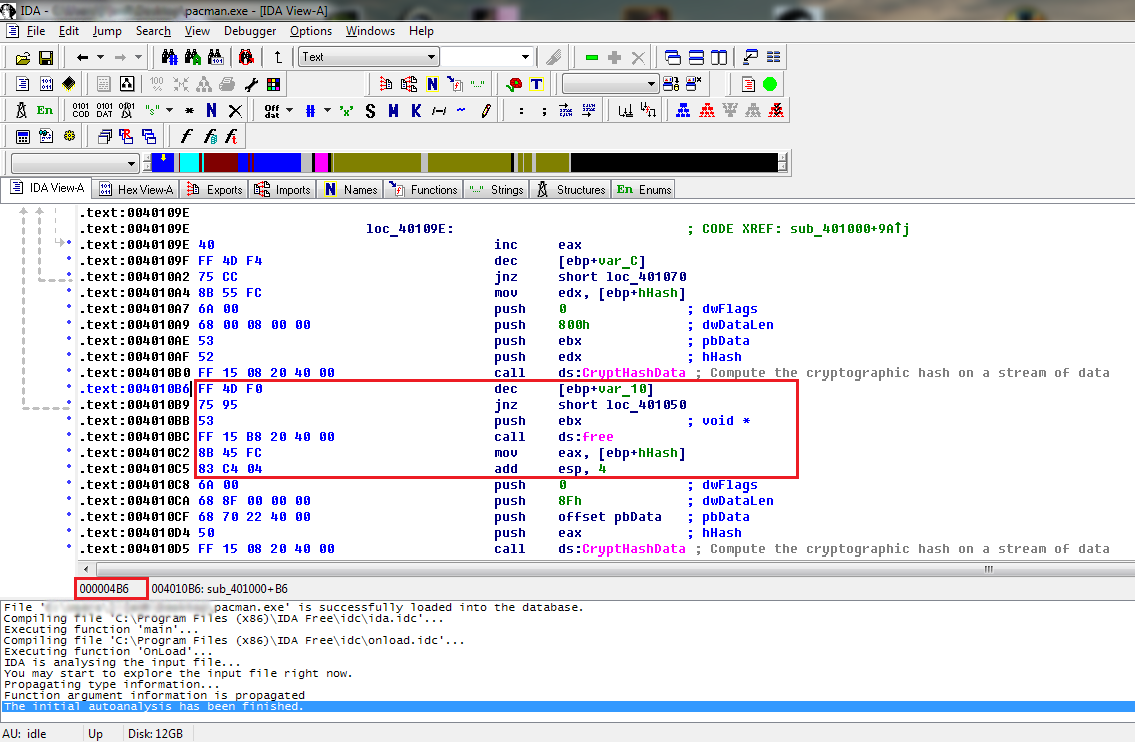 IDA - pacman.exe - [IDA View-A]
File Edit Jump Search View Debugger Options Windows Help
Text
En
Off dat
S M K
IDA View-A Hex View-A Exports Imports N Names Functions Strings Structures En Enums
.text:0040109E
.text:0040109E loc_40109E: ; CODE XREF: sub_401000+9A↑j
.text:0040109E 40 inc eax
.text:0040109F FF 4D F4 dec [ebp+var_C]
.text:004010A2 75 CC jnz short loc_401070
.text:004010A4 8B 55 FC mov edx, [ebp+hHash]
.text:004010A7 6A 00 push 0 ; dwFlags
.text:004010A9 68 00 08 00 00 push 800h ; dwDataLen
.text:004010AE 53 push ebx ; pbData
.text:004010AF 52 push edx ; hHash
.text:004010B0 FF 15 08 20 40 00 call ds:CryptHashData ; Compute the cryptographic hash on a stream of data
.text:004010B6 FF 4D F0 dec [ebp+var_10]
.text:004010B9 75 95 jnz short loc_401050
.text:004010BB 53 push ebx ; void *
.text:004010BC FF 15 B8 20 40 00 call ds:free
.text:004010C2 8B 45 FC mov eax, [ebp+hHash]
.text:004010C5 83 C4 04 add esp, 4
.text:004010C8 6A 00 push 0 ; dwFlags
.text:004010CA 68 8F 00 00 00 push 8Fh ; dwDataLen
.text:004010CF 68 70 22 40 00 push offset pbData ; pbData
.text:004010D4 50 push eax ; hHash
.text:004010D5 FF 15 08 20 40 00 call ds:CryptHashData ; Compute the cryptographic hash on a stream of data
000004B6 004010B6: sub_401000+B6
File 'pacman.exe' is successfully loaded into the database.
Compiling file 'C:\Program Files (x86)\IDA Free\idc\ida.idc'...
Executing function 'main'...
Compiling file 'C:\Program Files (x86)\IDA Free\idc\onload.idc'...
Executing function 'OnLoad'...
IDA is analysing the input file...
You may start to explore the input file right now.
Propagating type information...
Function argument information is propagated
The initial autoanalysis has been finished.
AU: idle Up Disk: 12GB